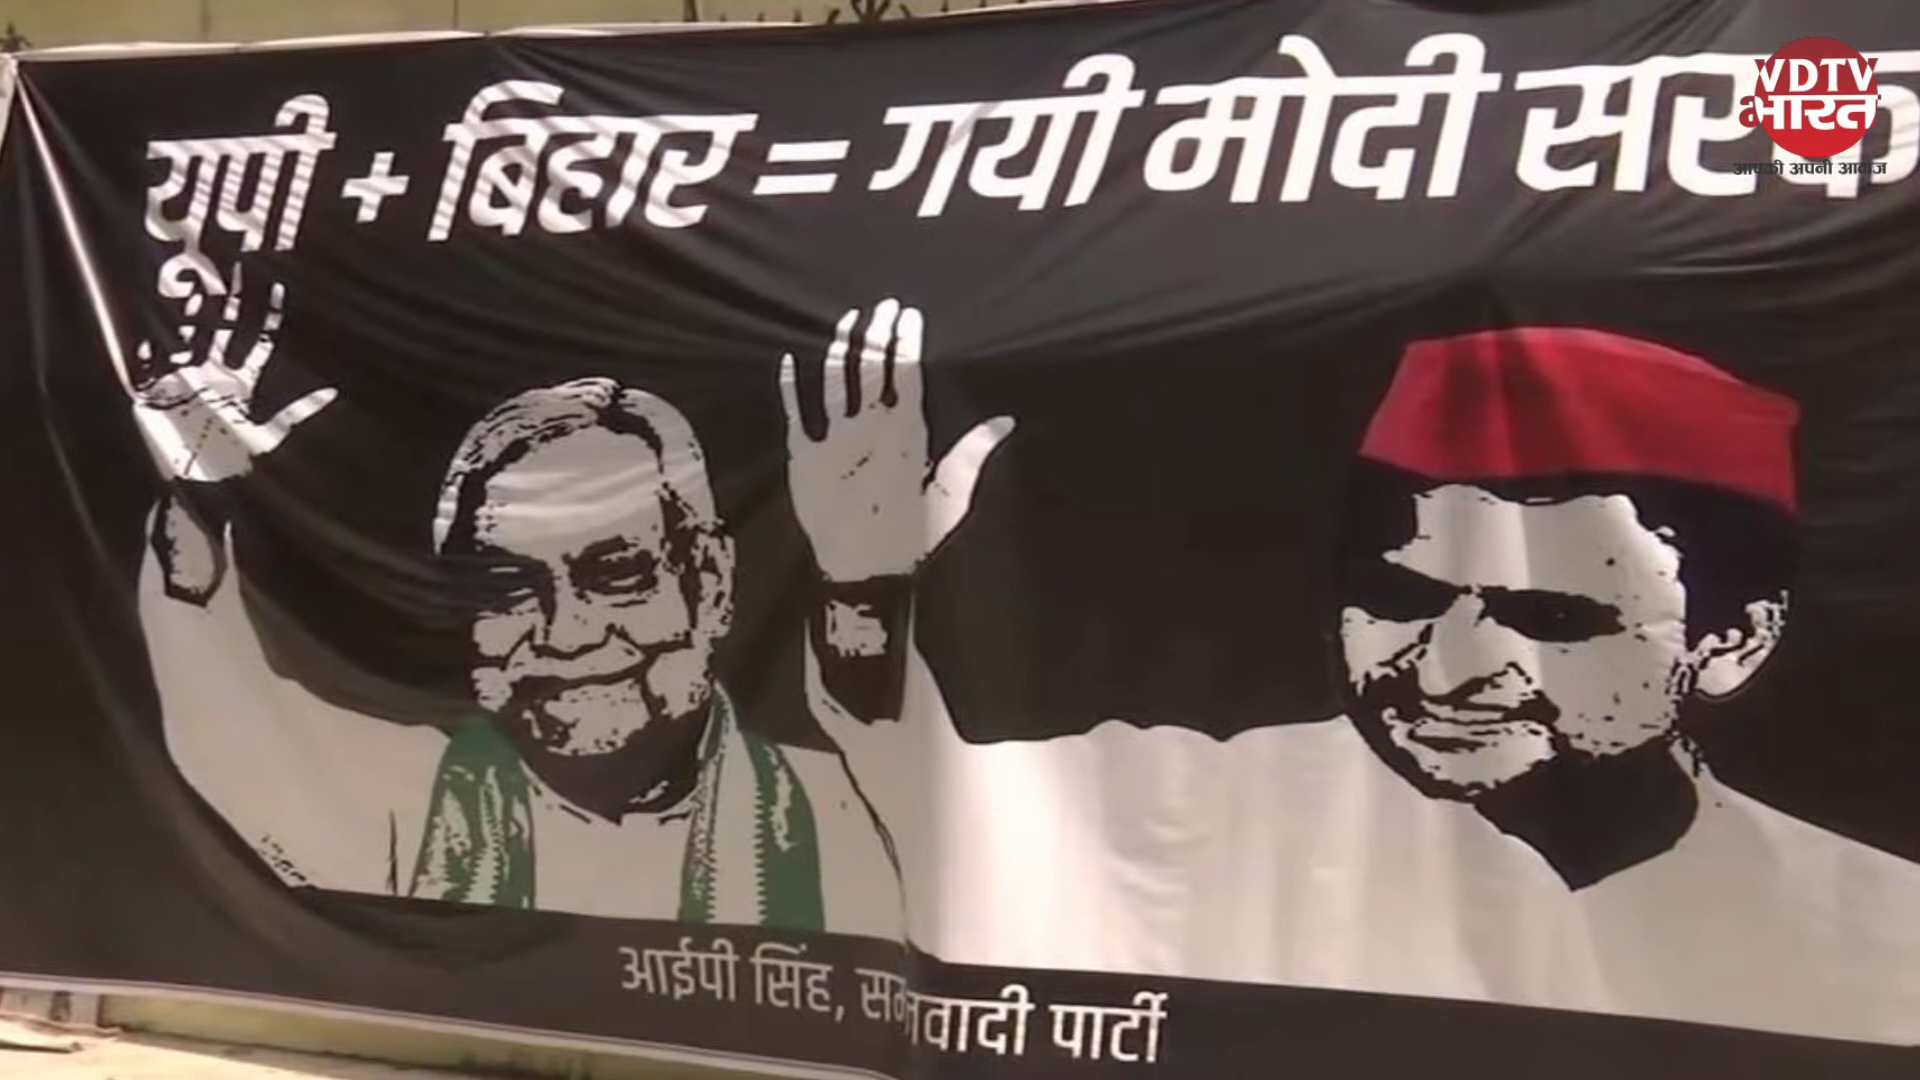 यूपी + बिहार = गयी मोदी सरक
VDTV
भारत
आपकी अपनी आवाज
आईपी सिंह, समाजवादी पार्टी